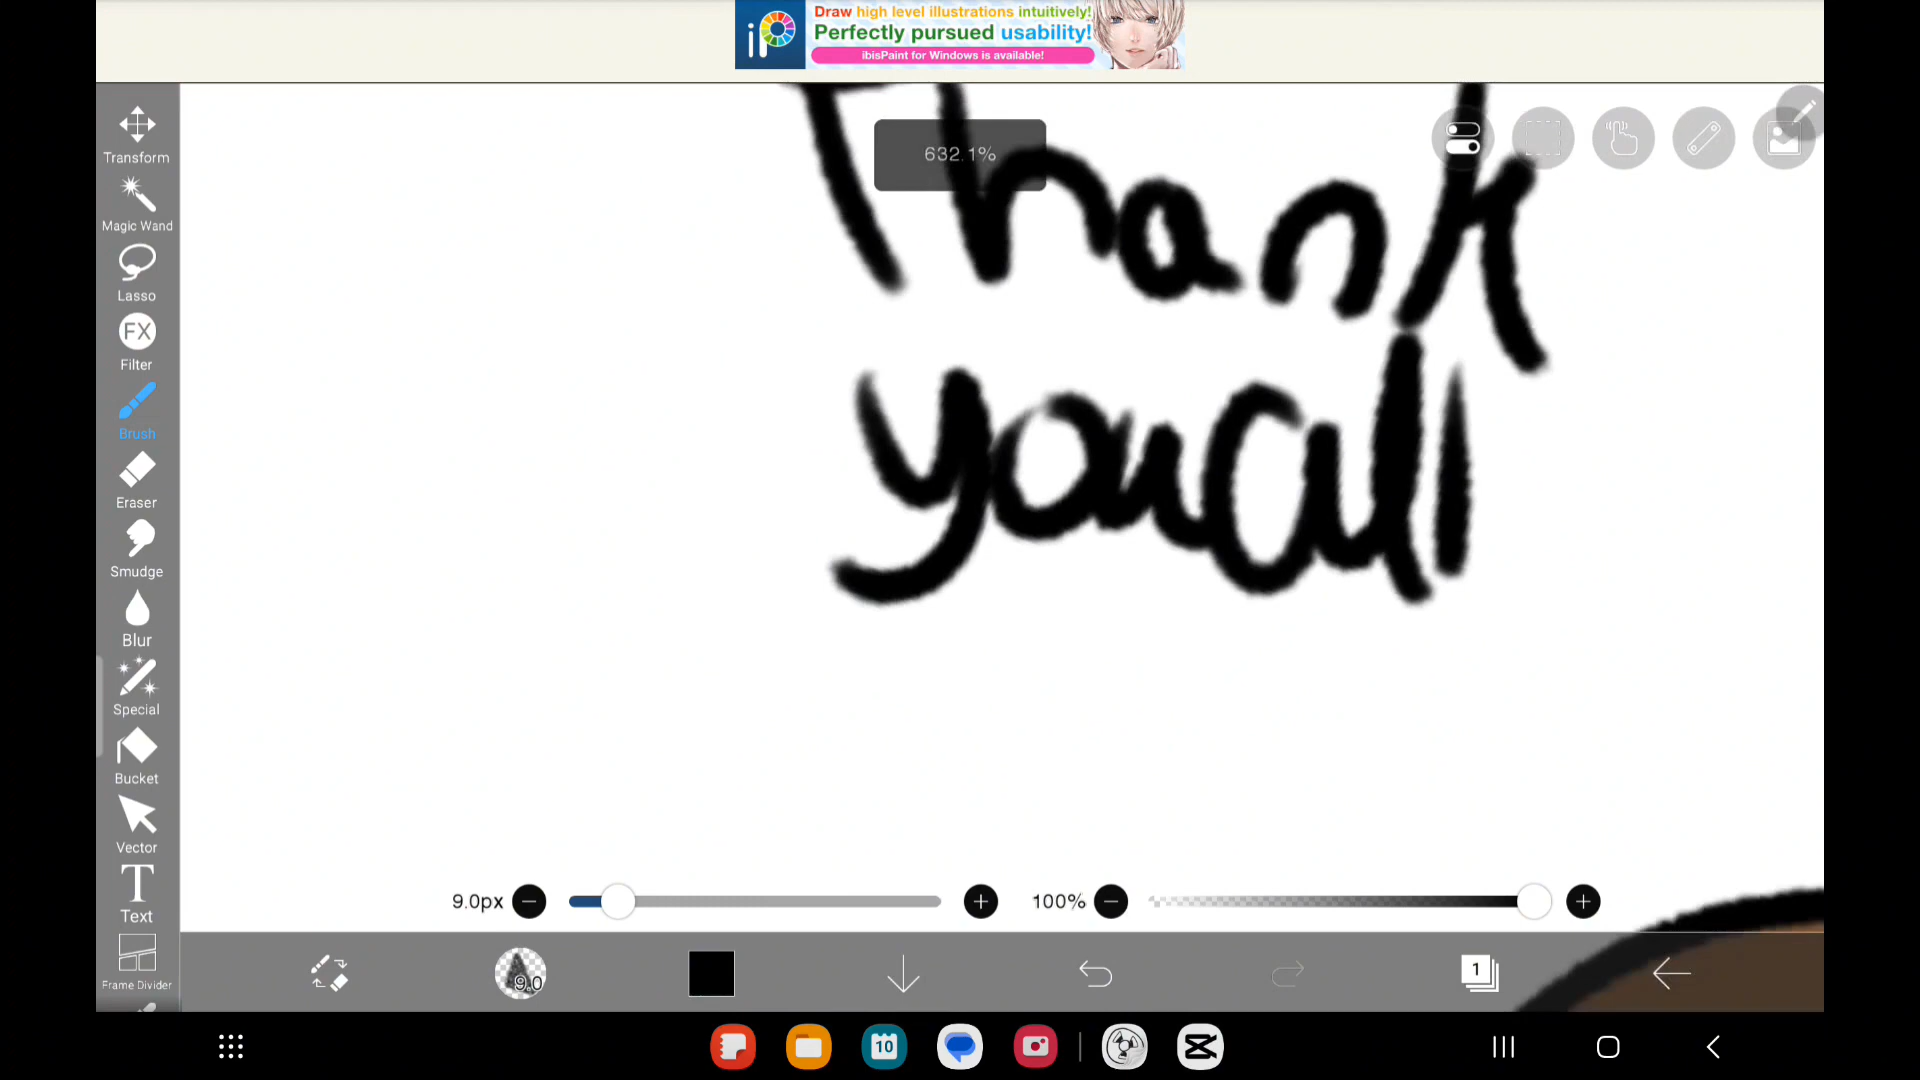 Draw high level illustrations intuitively!
Perfectly pursued usability!
ibisPaint for Windows is available!
Transform
Magic Wand
Lasso
FX
Filter
Brush
Eraser
Smudge
Blur
Special
Bucket
Vector
T
Text
Frame Divider
632.1%
Thank
you all
9.0px
100%
9.0
1
10